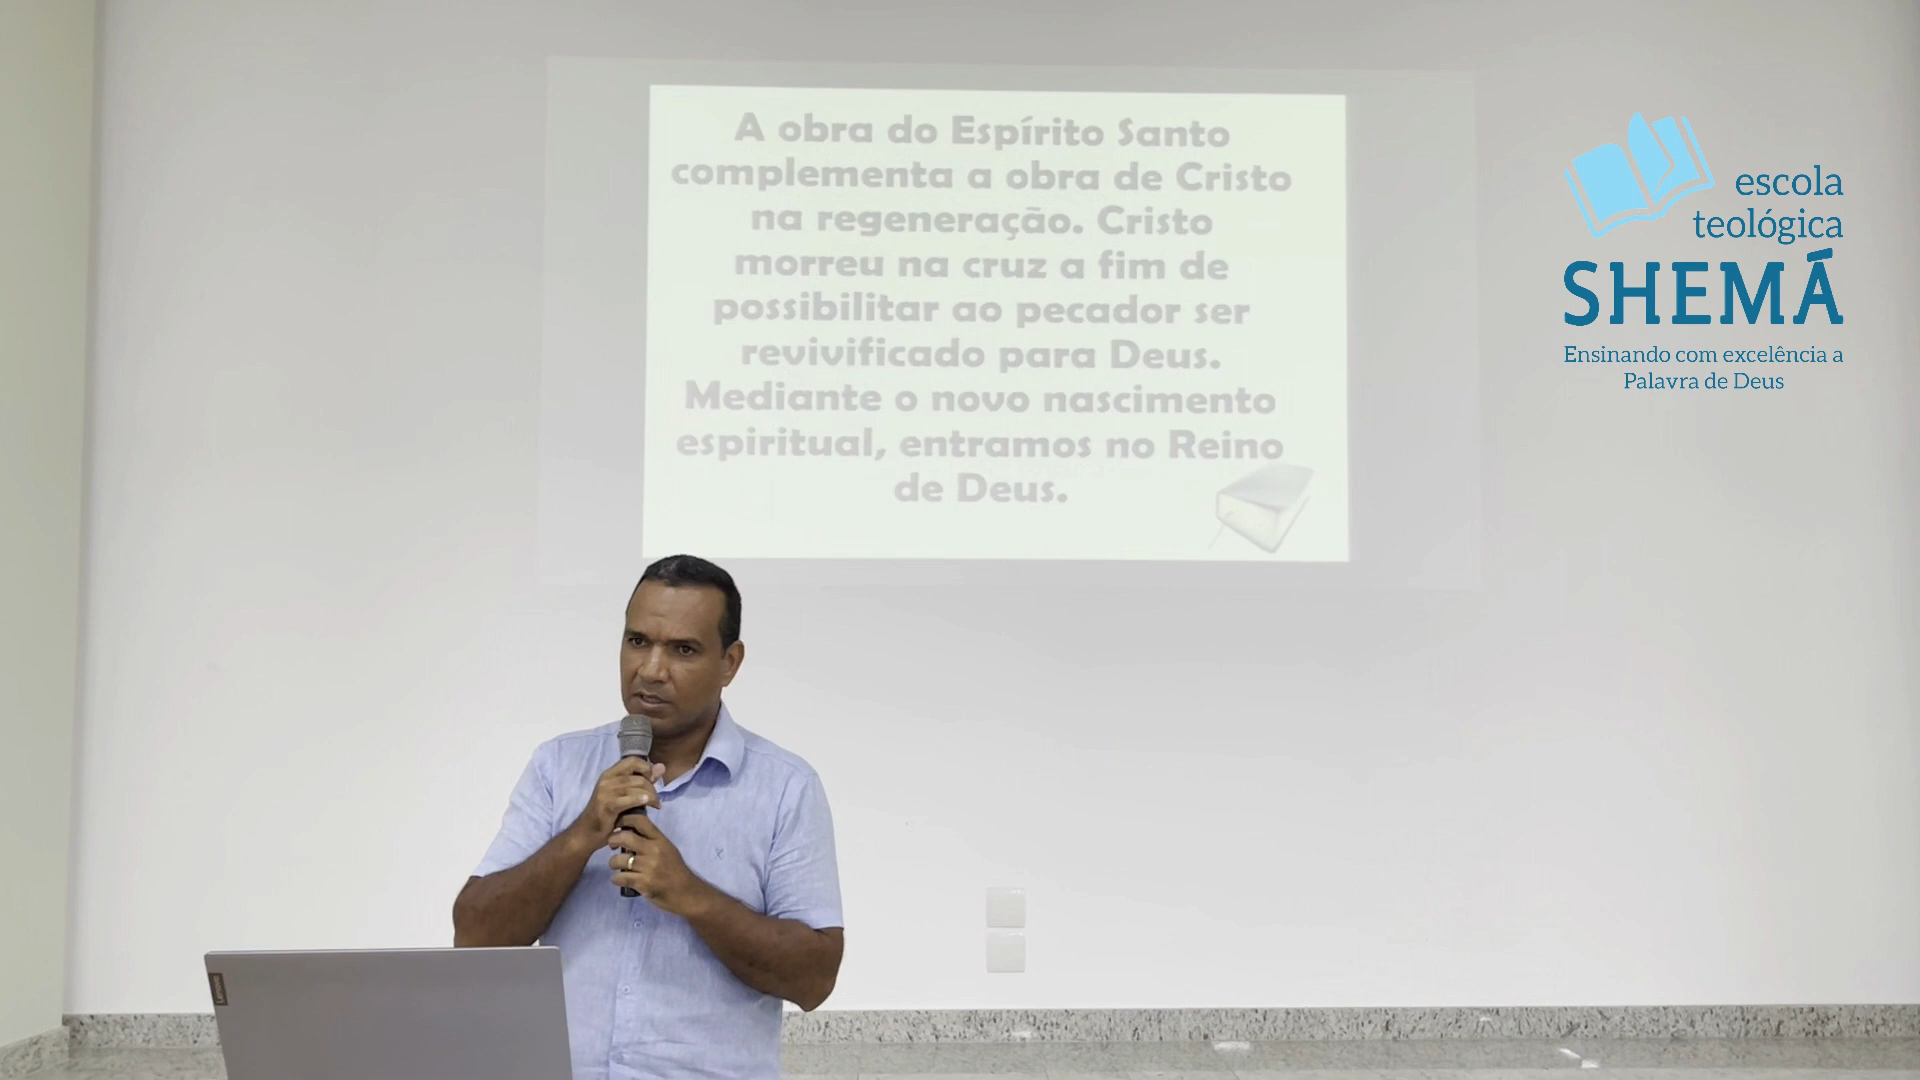 A obra do Espírito Santo
complementa a obra de Cristo
na regeneração. Cristo
morreu na cruz a fim de
possibilitar ao pecador ser
revivificado para Deus.
Mediante o novo nascimento
espiritual, entramos no Reino
de Deus.
escola
teológica
SHEMÁ
Ensinando com excelência a
Palavra de Deus
Lenovo